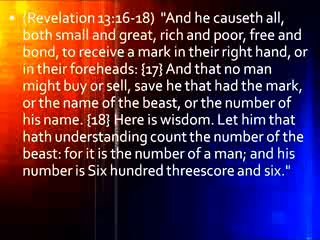 • (Revelation 13:16-18) "And he causeth all,
both small and great, rich and poor, free and
bond, to receive a mark in their right hand, or
in their foreheads: {17} And that no man
might buy or sell, save he that had the mark,
or the name of the beast, or the number of
his name. {18} Here is wisdom. Let him that
hath understanding count the number of the
beast: for it is the number of a man; and his
number is Six hundred threescore and six."